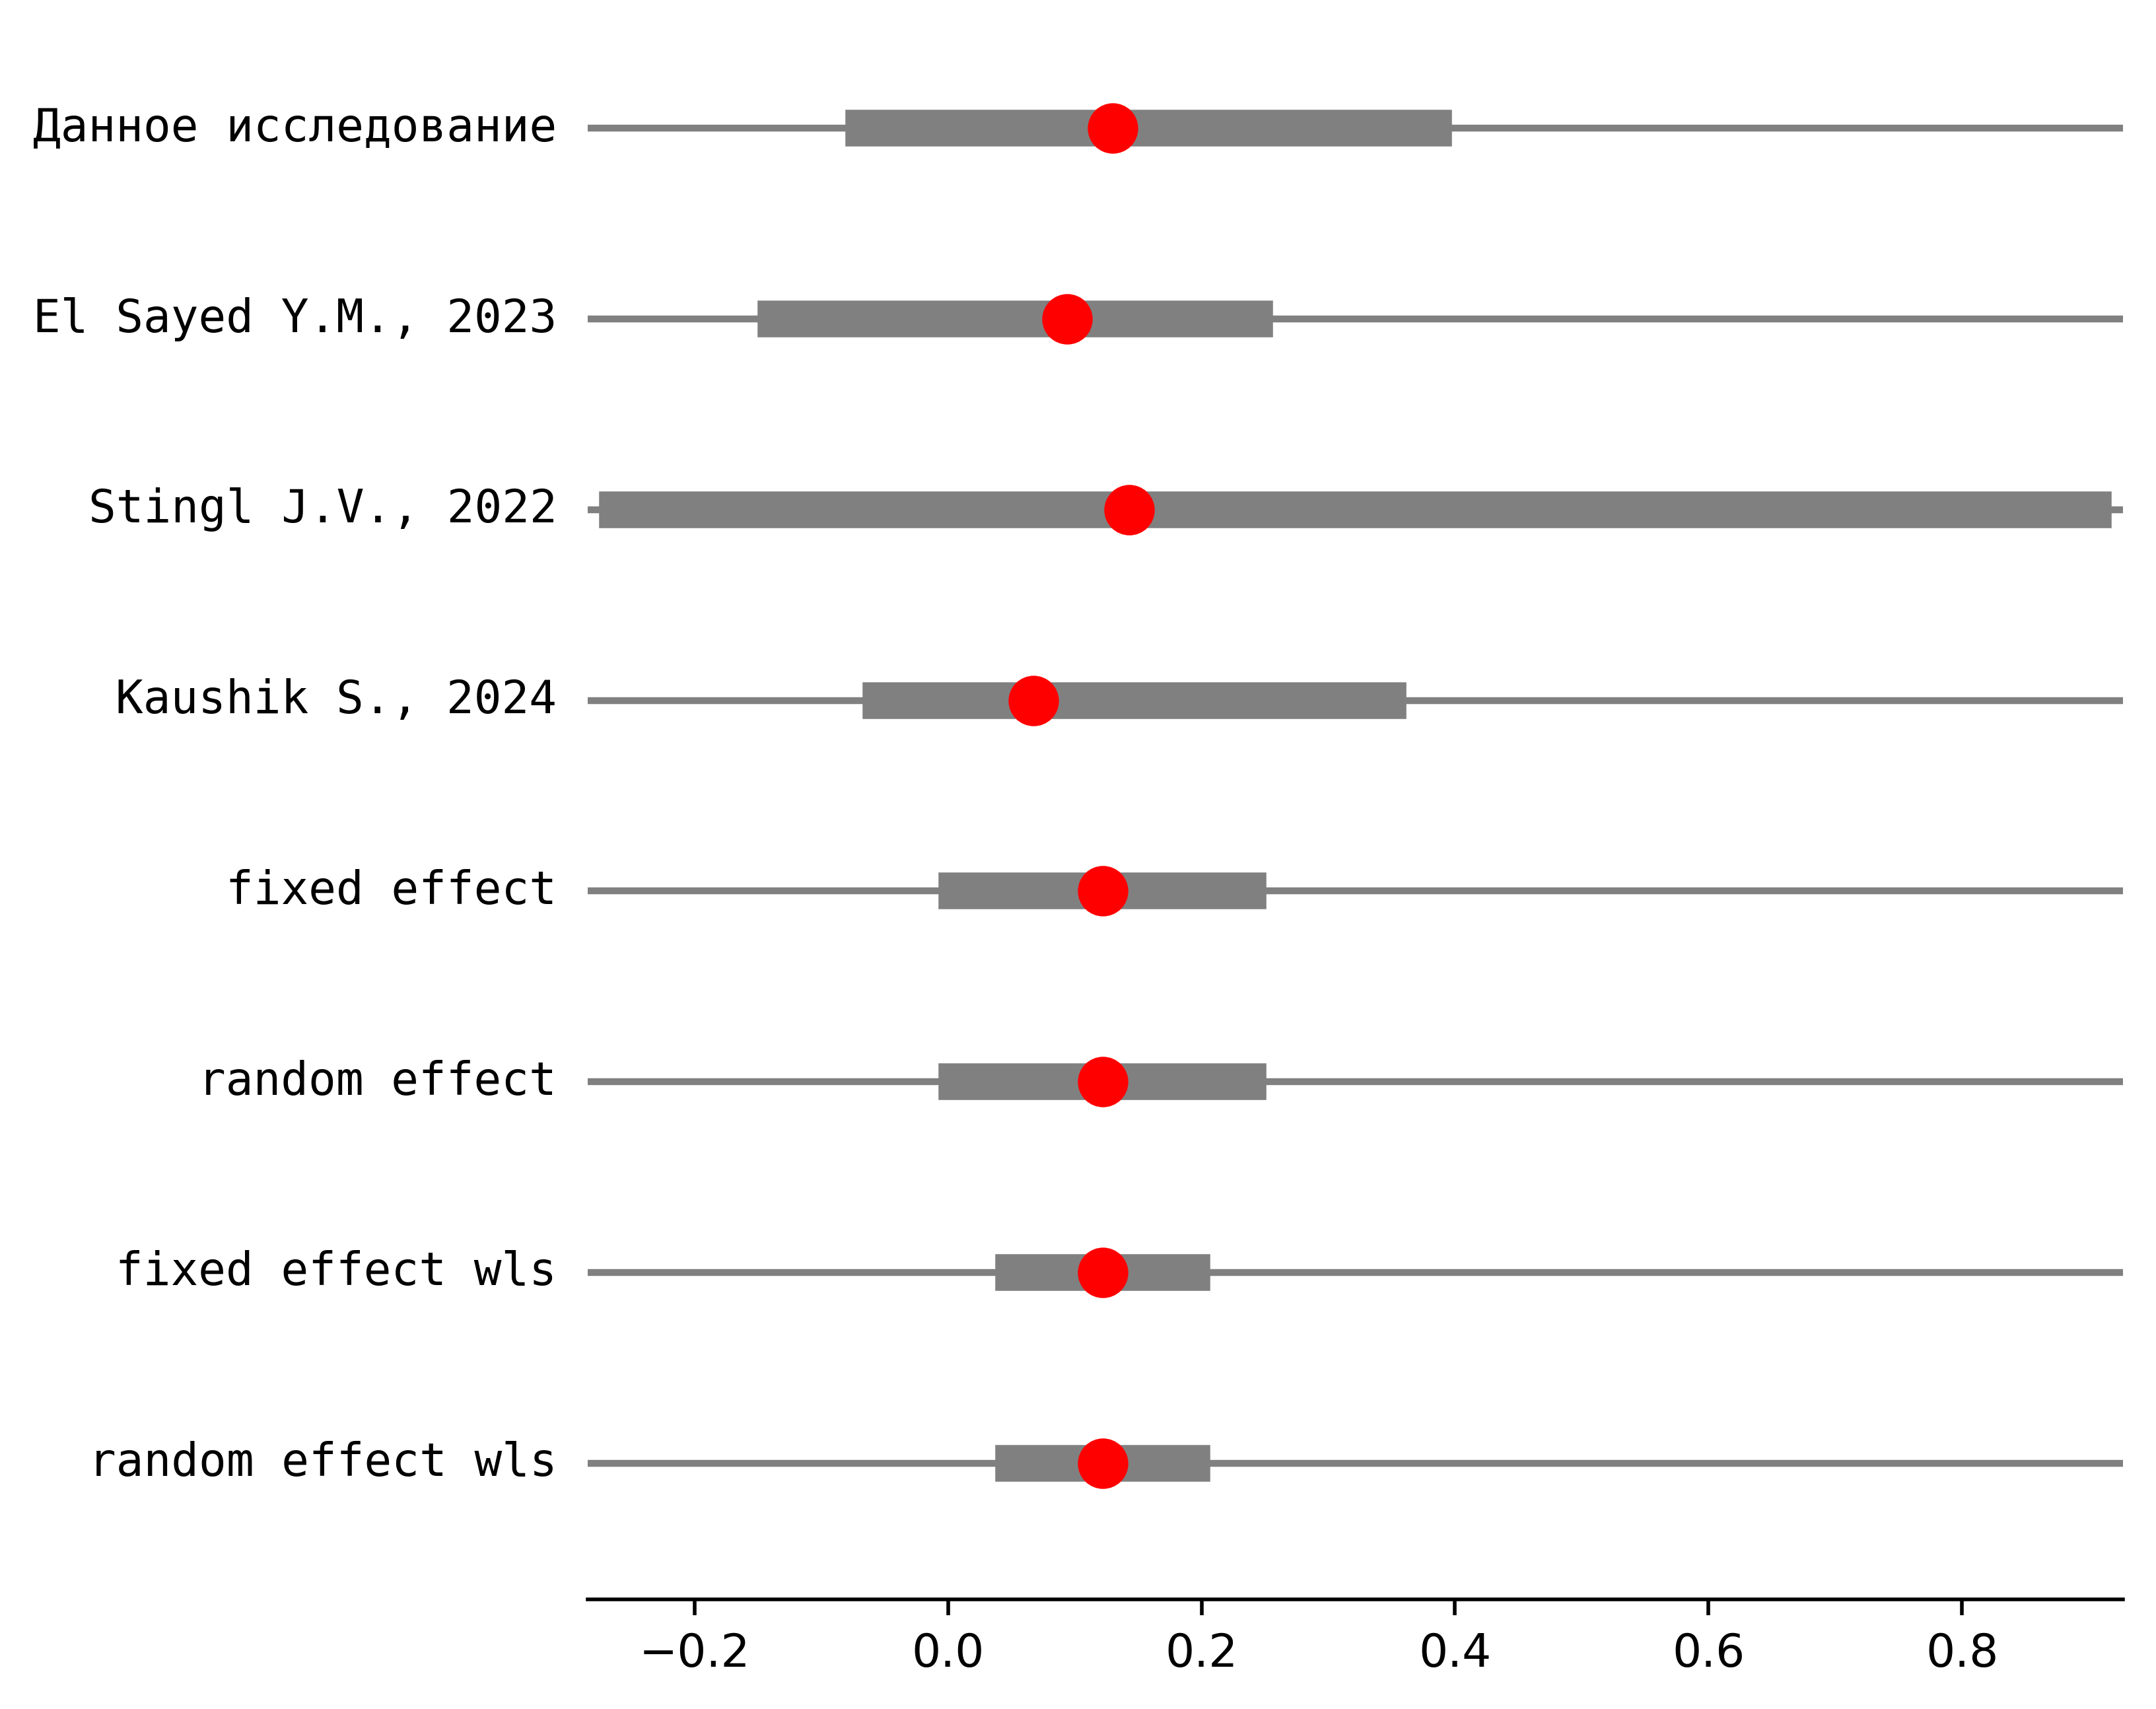 Данное исследование
El Sayed Y.M., 2023
Stingl J.V., 2022
Kaushik S., 2024
fixed effect
random effect
fixed effect wls
random effect wls
−0.2 0.0 0.2 0.4 0.6 0.8